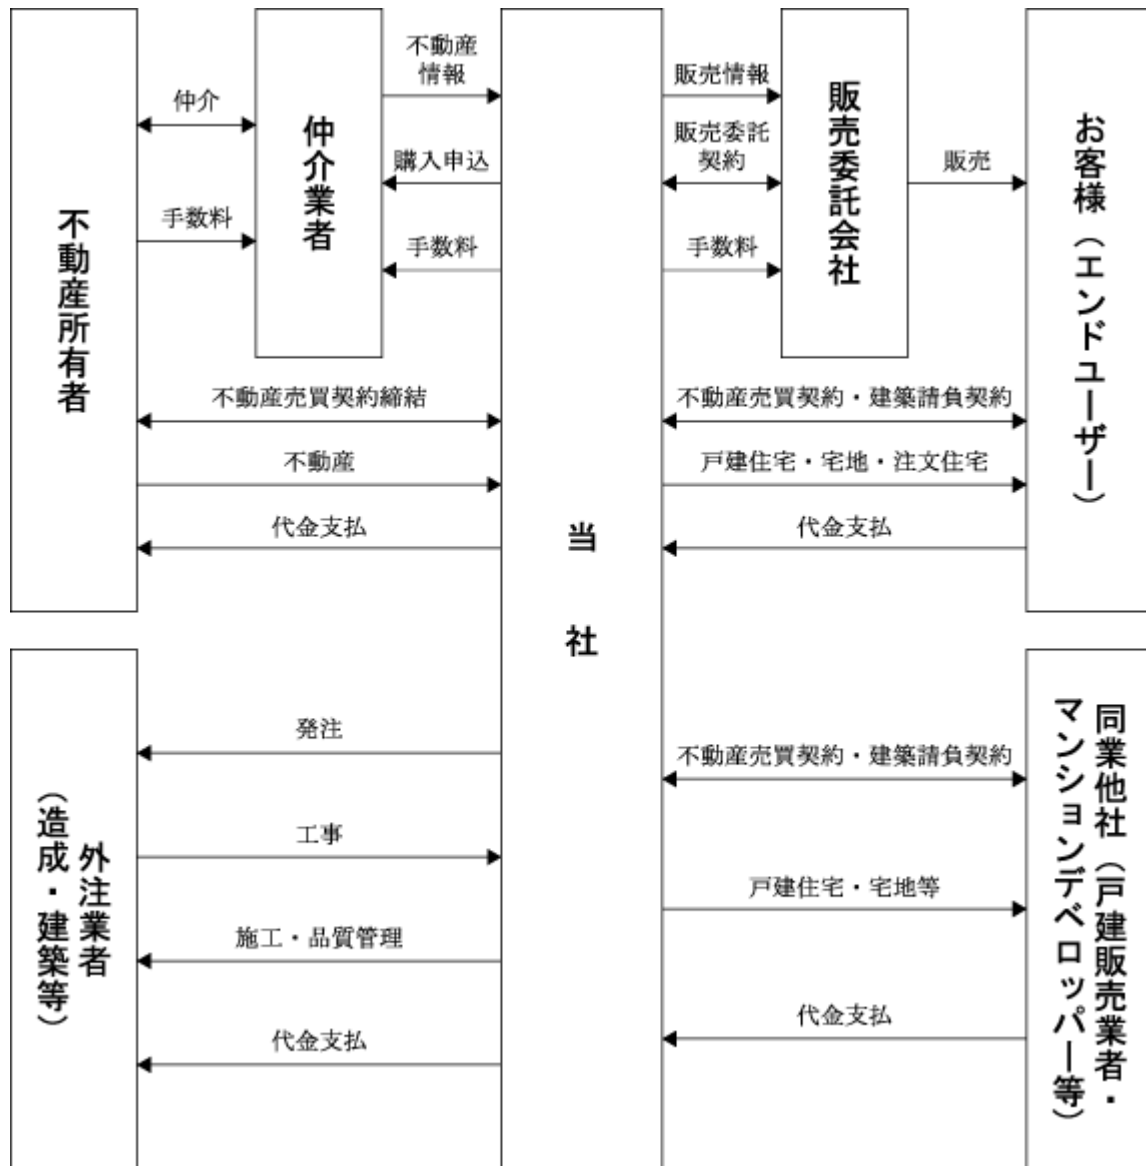 不動産所有者
仲介
手数料
仲介業者
不動産
情報
購入申込
手数料
不動産売買契約締結
不動産
代金支払
当社
販売情報
販売委託
契約
手数料
販売委託会社
販売
不動産売買契約・建築請負契約
戸建住宅・宅地・注文住宅
代金支払
お客様（エンドユーザー）
外注業者
（造成・建築等）
発注
工事
施工・品質管理
代金支払
不動産売買契約・建築請負契約
戸建住宅・宅地等
代金支払
同業他社（戸建販売業者・
マンションデベロッパー等）